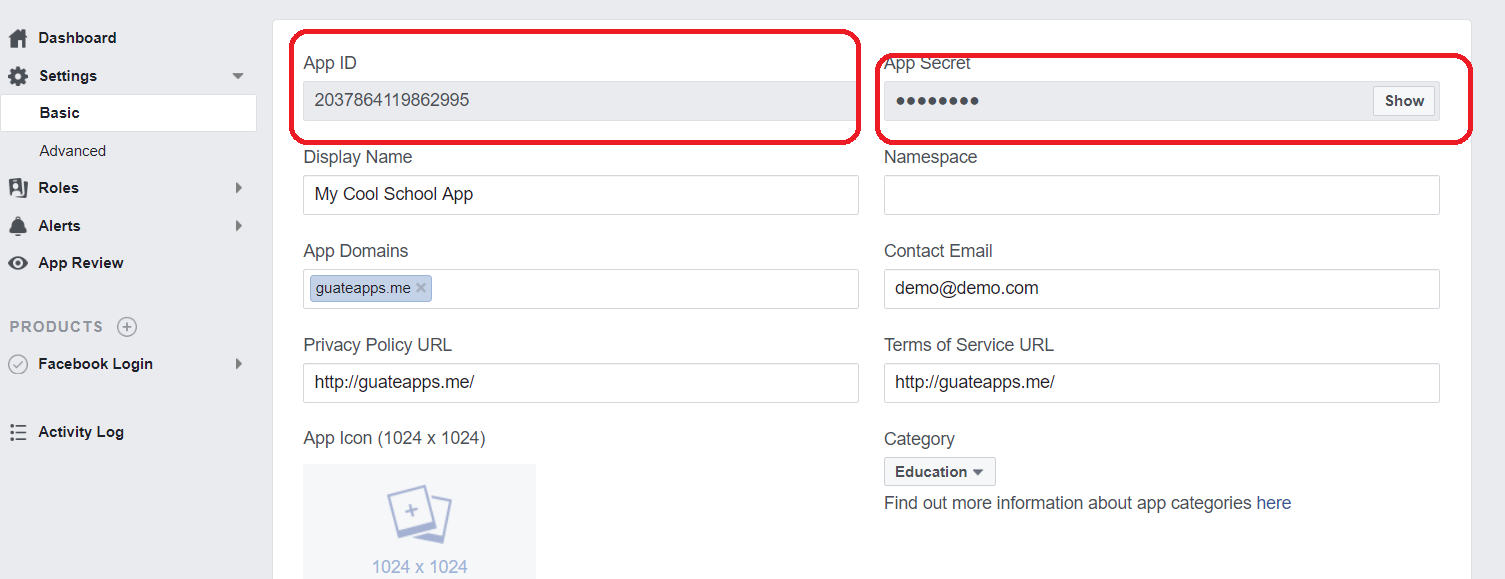 Dashboard
Settings
Basic
Advanced
Roles
Alerts
App Review
PRODUCTS
Facebook Login
Activity Log
App ID
2037864119862995
App Secret
●●●●●●●●
Show
Display Name
My Cool School App
Namespace
App Domains
guateapps.me ×
Contact Email
demo@demo.com
Privacy Policy URL
http://guateapps.me/
Terms of Service URL
http://guateapps.me/
App Icon (1024 x 1024)
1024 x 1024
Category
Education
Find out more information about app categories here